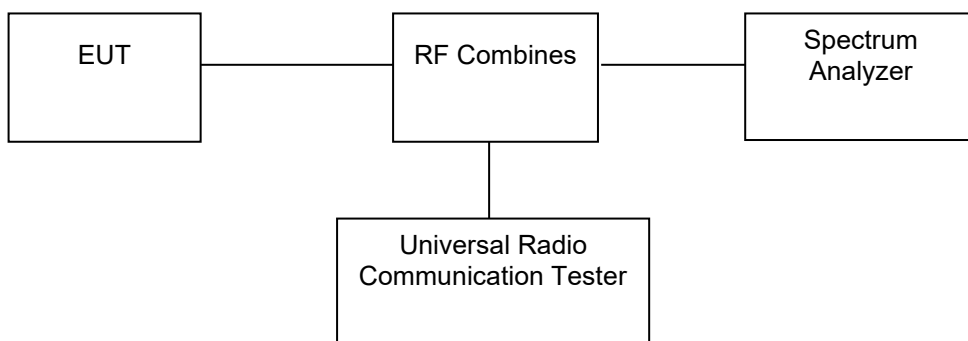 EUT
RF Combines
Spectrum
Analyzer
Universal Radio
Communication Tester